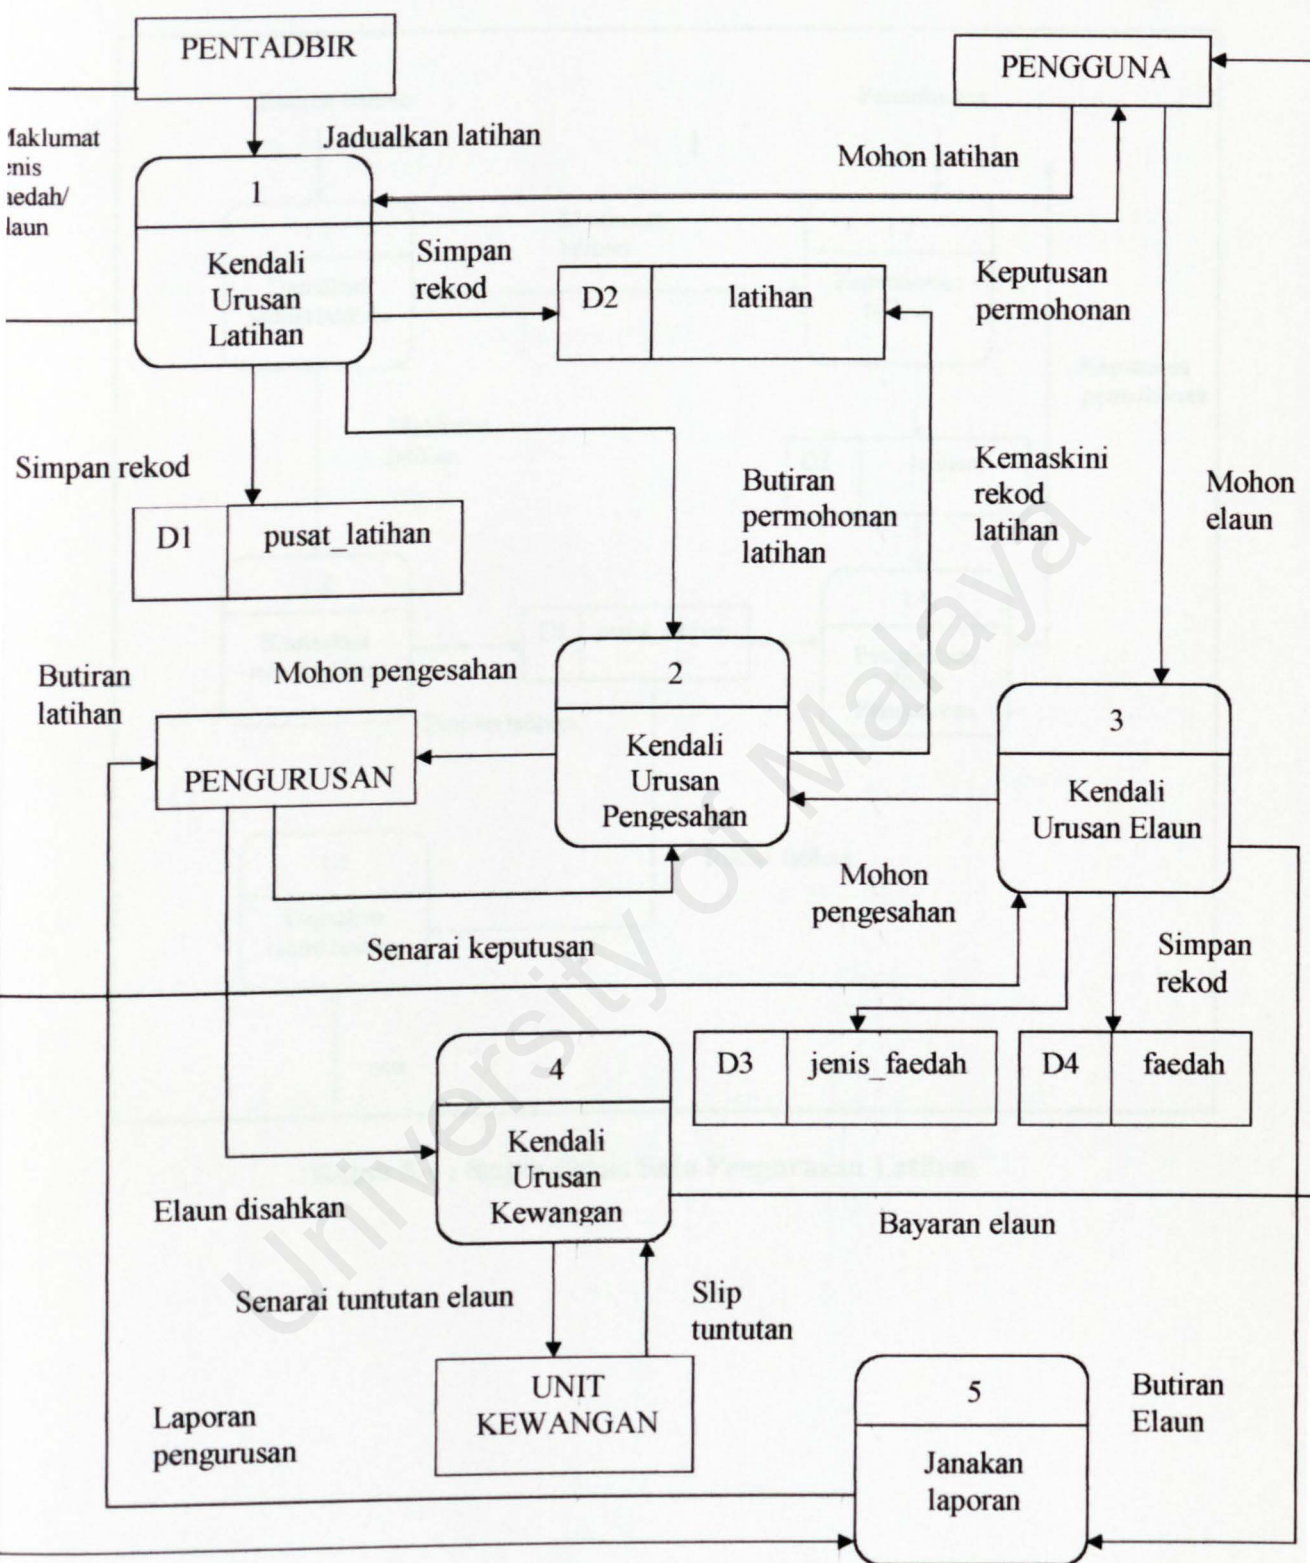 PENTADBIR
PENGGUNA
Jadualkan latihan
Mohon latihan
1
Kendali
Urusan
Latihan
Simpan
rekod
D2
latihan
Keputusan
permohonan
Simpan rekod
D1
pusat_latihan
Butiran
permohonan
latihan
Kemaskini
rekod
latihan
Mohon
elaun
Butiran
latihan
Mohon pengesahan
2
Kendali
Urusan
Pengesahan
PENGURUSAN
3
Kendali
Urusan Elaun
Mohon
pengesahan
Senarai keputusan
Simpan
rekod
D3
jenis_faedah
D4
faedah
4
Kendali
Urusan
Kewangan
Elaun disahkan
Bayaran elaun
Senarai tuntutan elaun
Slip
tuntutan
UNIT
KEWANGAN
5
Janakan
laporan
Butiran
Elaun
Laporan
pengurusan
University of Malaya